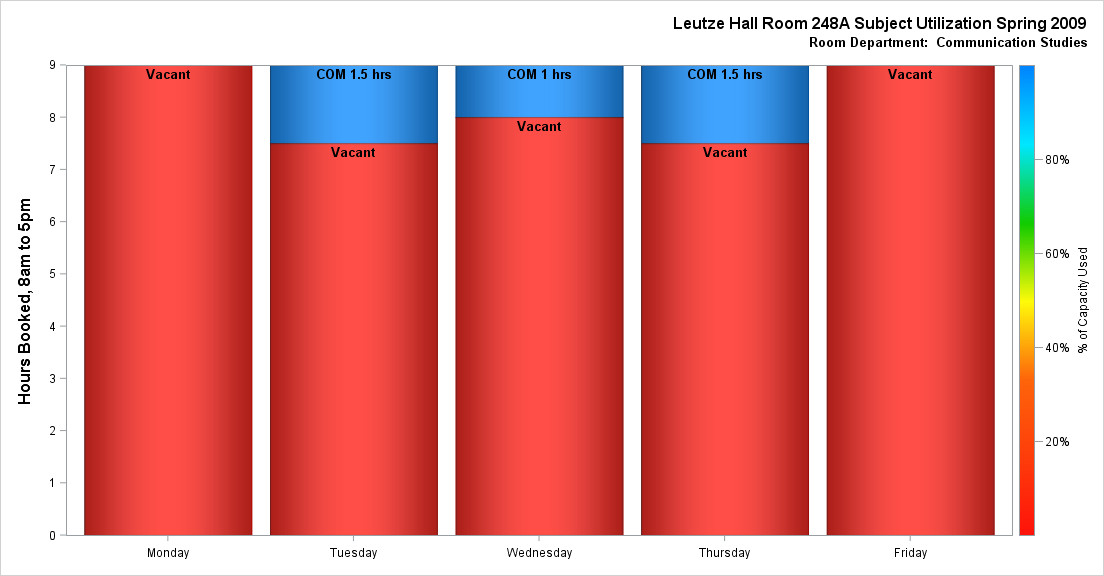 Leutze Hall Room 248A Subject Utilization Spring 2009
Room Department:  Communication Studies
Hours Booked, 8am to 5pm
9
8
7
6
5
4
3
2
1
0
Vacant
COM 1.5 hrs
Vacant
COM 1 hrs
Vacant
COM 1.5 hrs
Vacant
Vacant
Monday
Tuesday
Wednesday
Thursday
Friday
80%
60%
40%
20%
% of Capacity Used